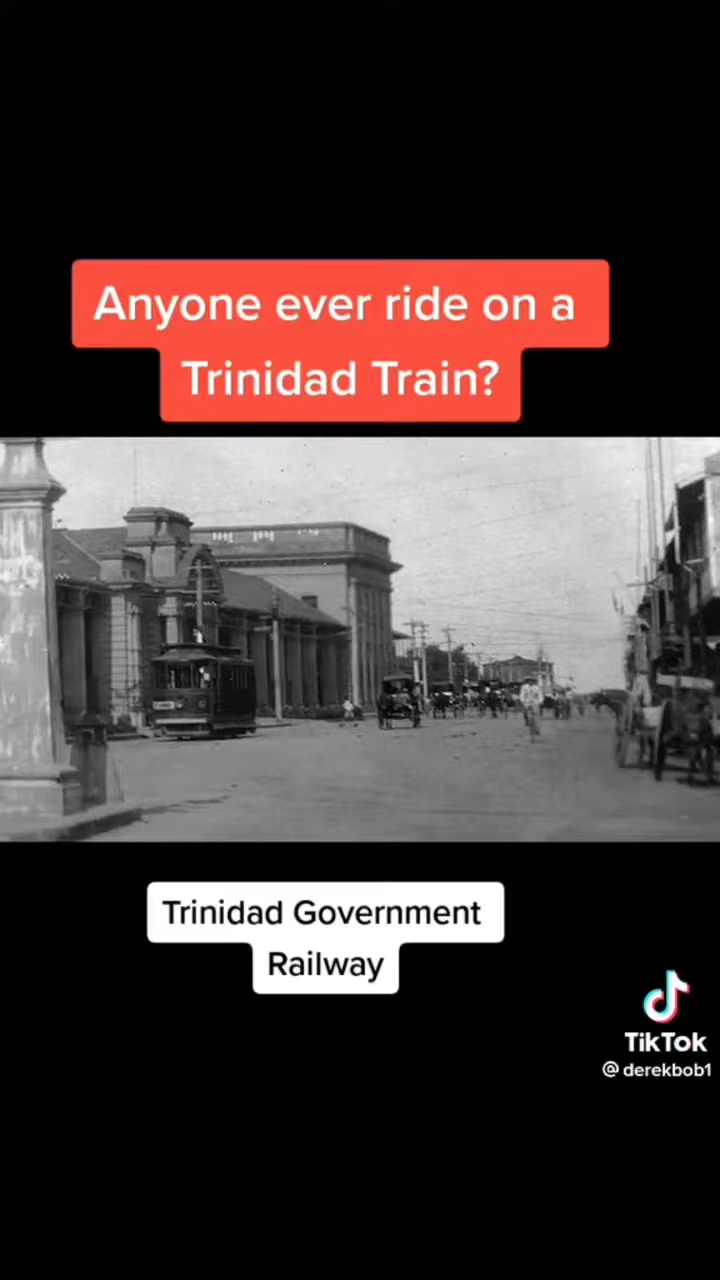 Anyone ever ride on a
Trinidad Train?
Trinidad Government
Railway
TikTok
@derekbob1